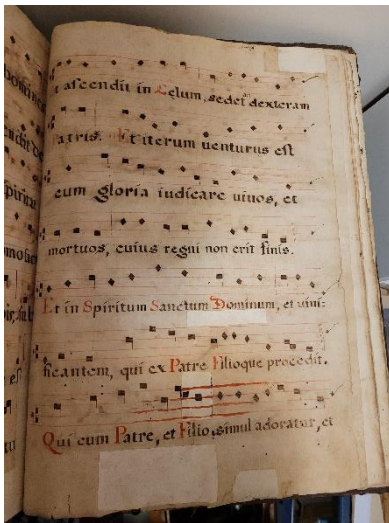 bomine
t ascendit in Celum, sedet dexteram
Patris. Et iterum uenturus est
cum gloria iudicare uiuos, et
mortuos, cuius regni non erit finis.
Et in Spiritum Sanctum Dominum, et uiui:
ficantem, qui ex Patre Filioque procedit.
Qui cum Patre, et Filio, simul adoratur, et